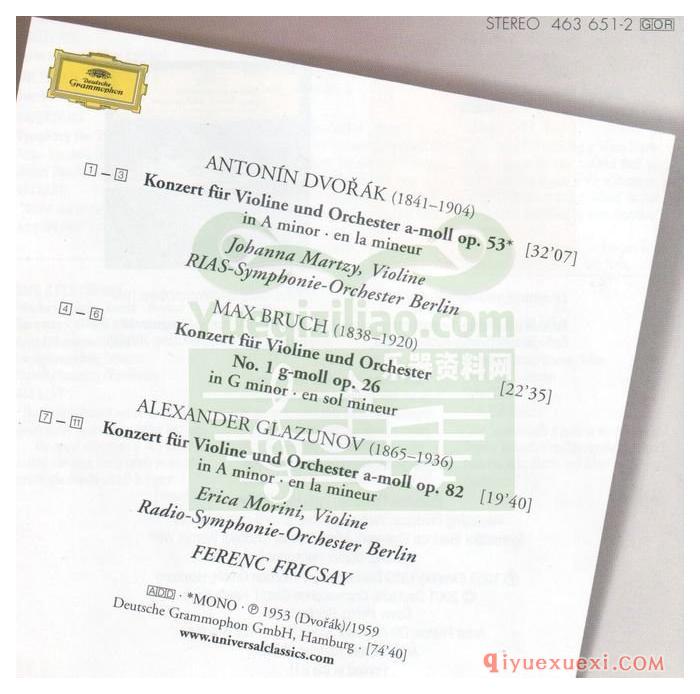 STEREO 463 651-2 GOR
Deutsche
Grammophon
ANTONÍN DVOŘÁK (1841–1904)
1 – 3 Konzert für Violine und Orchester a-moll op. 53* [32'07]
in A minor · en la mineur
Johanna Martzy, Violine
RIAS-Symphonie-Orchester Berlin
Yueqiziliao.com
MAX BRUCH (1838–1920)
4 – 6 Konzert für Violine und Orchester
乐器资料网
No. 1 g-moll op. 26 [22'35]
in G minor · en sol mineur
ALEXANDER GLAZUNOV (1865–1936)
7 – 11 Konzert für Violine und Orchester a-moll op. 82 [19'40]
in A minor · en la mineur
Erica Morini, Violine
Radio-Symphonie-Orchester Berlin
FERENC FRICSAY
ADD · *MONO · ℗ 1953 (Dvořák)/1959
Deutsche Grammophon GmbH, Hamburg · [74'40]
www.universalclassics.com
qiyuexuexi.com